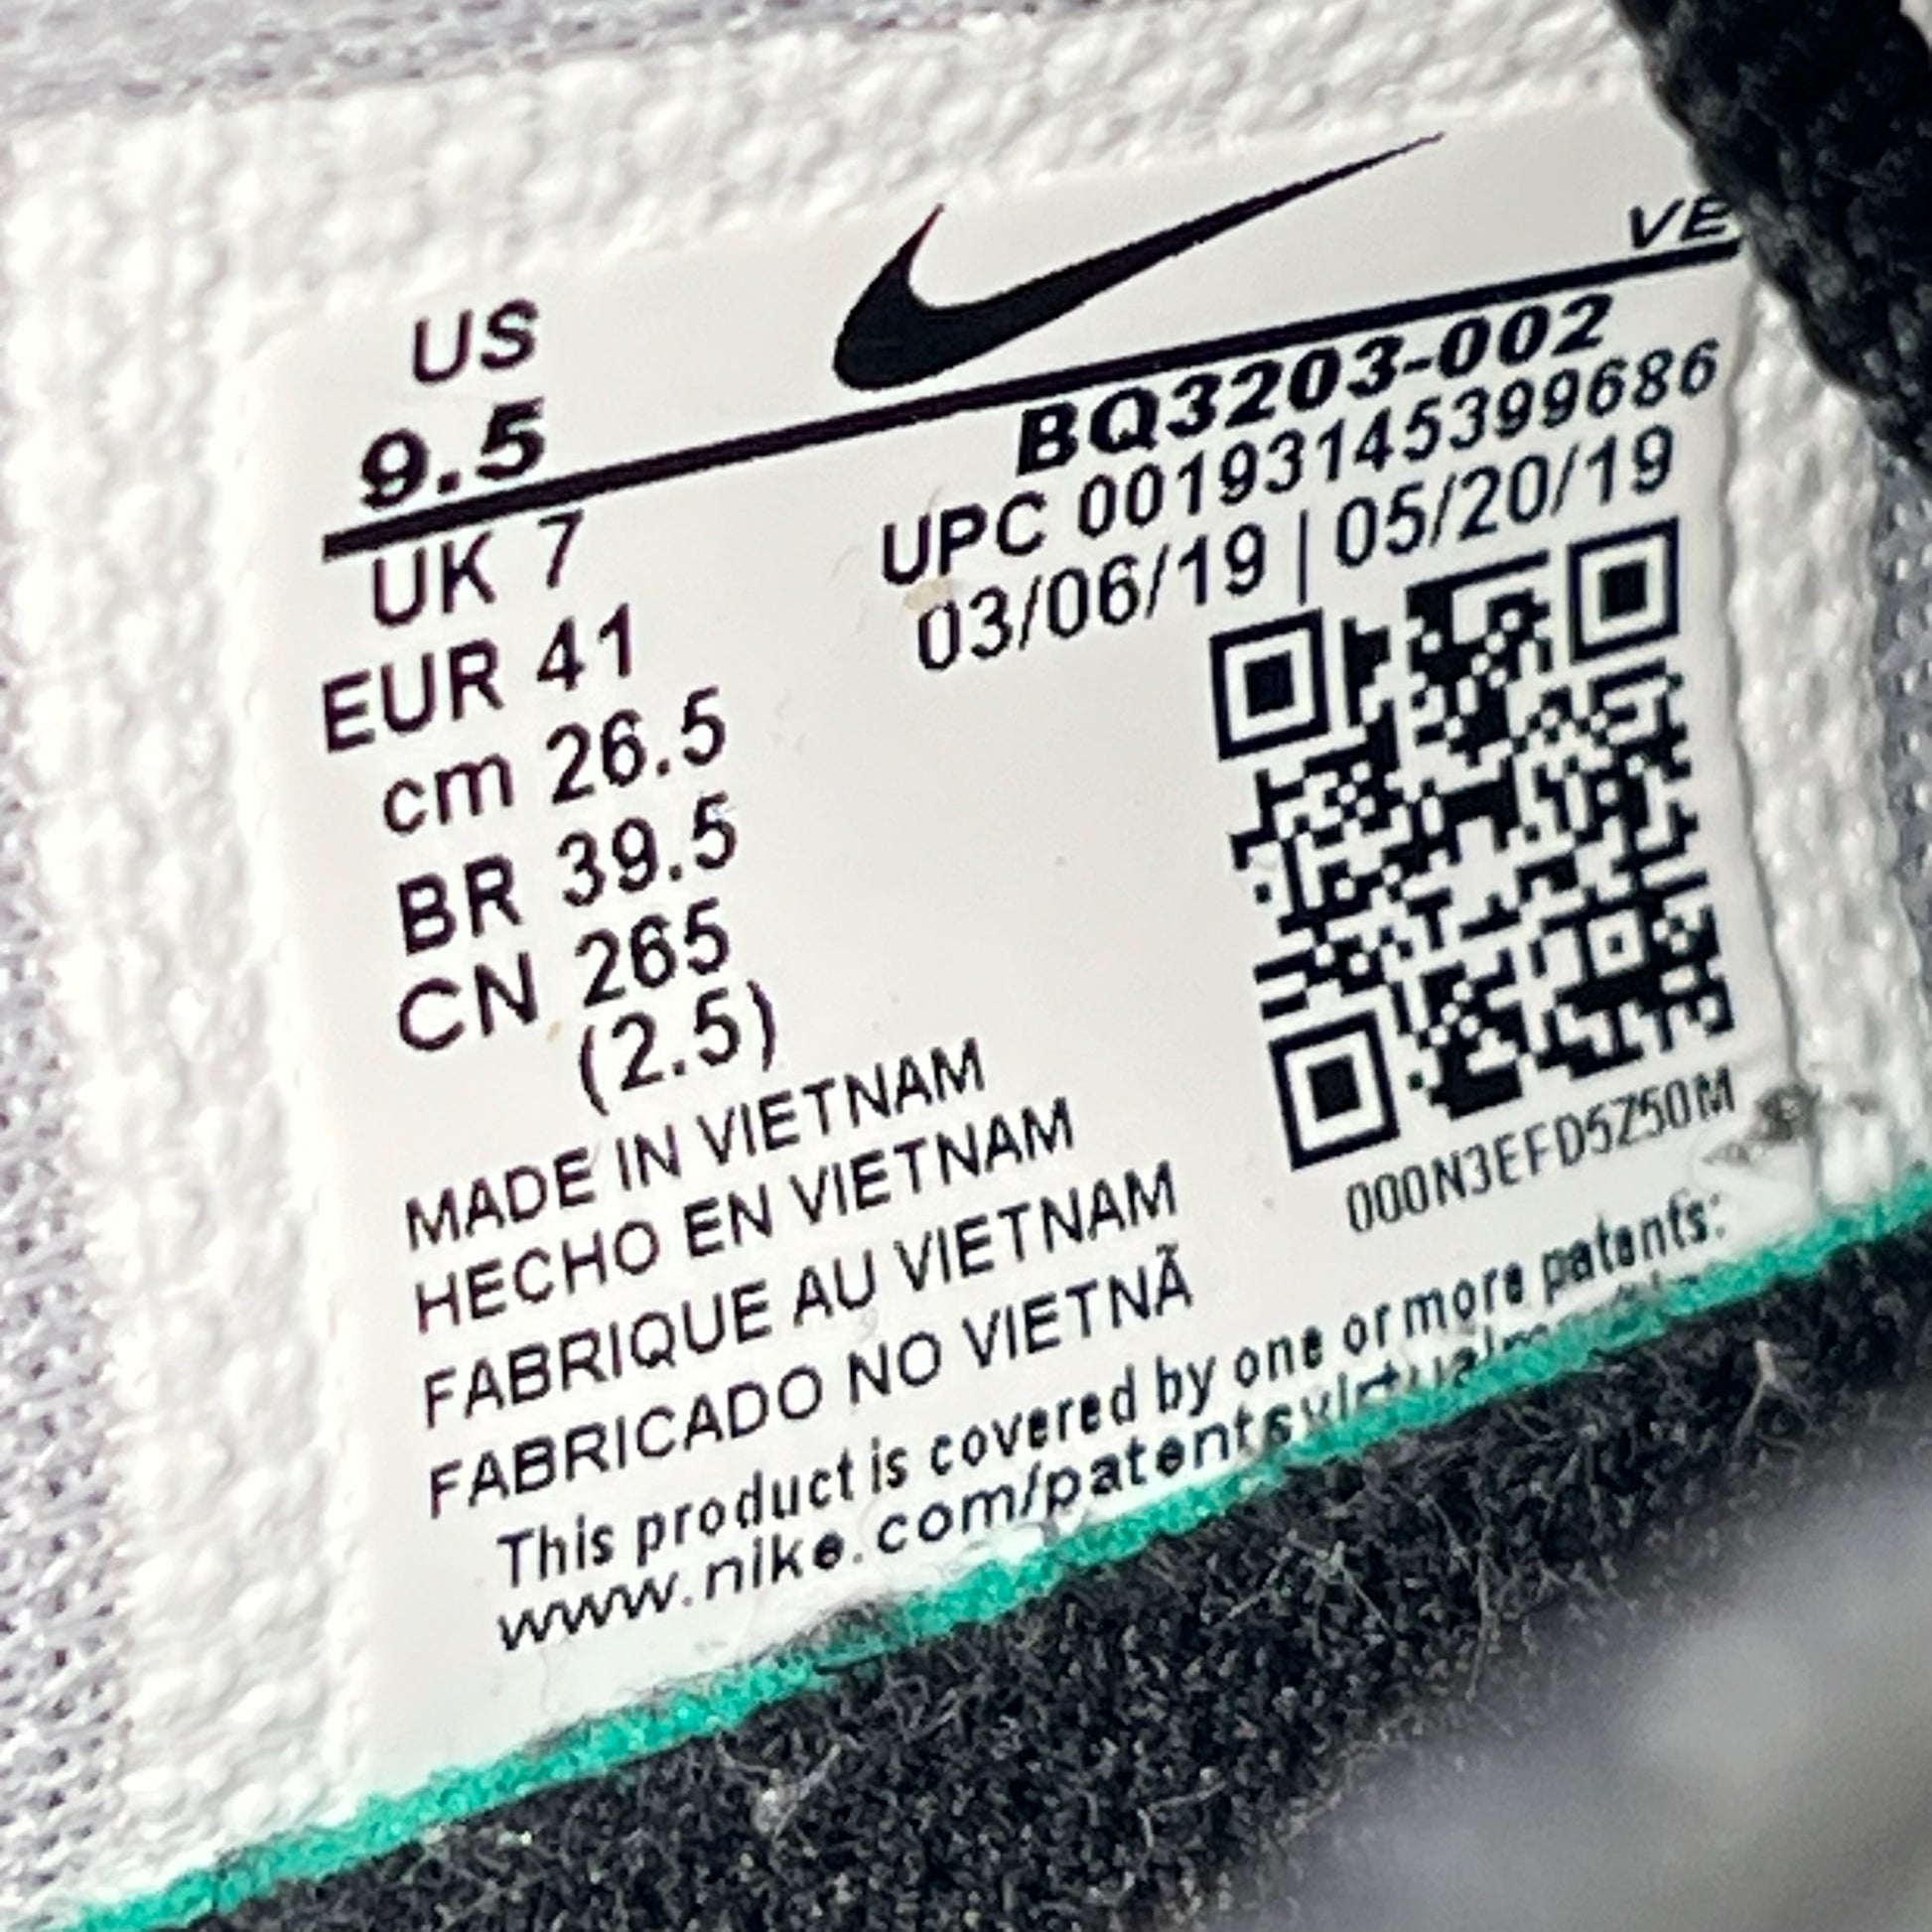 VE
US
9.5
BQ3203-002
UPC 00193145399686
03/06/19 | 05/20/19
UK 7
EUR 41
cm 26.5
BR 39.5
CN 265
(2.5)
000N3EFD5Z50M
MADE IN VIETNAM
HECHO EN VIETNAM
FABRIQUE AU VIETNAM
FABRICADO NO VIETNÃ
This product is covered by one or more patents:
www.nike.com/patents